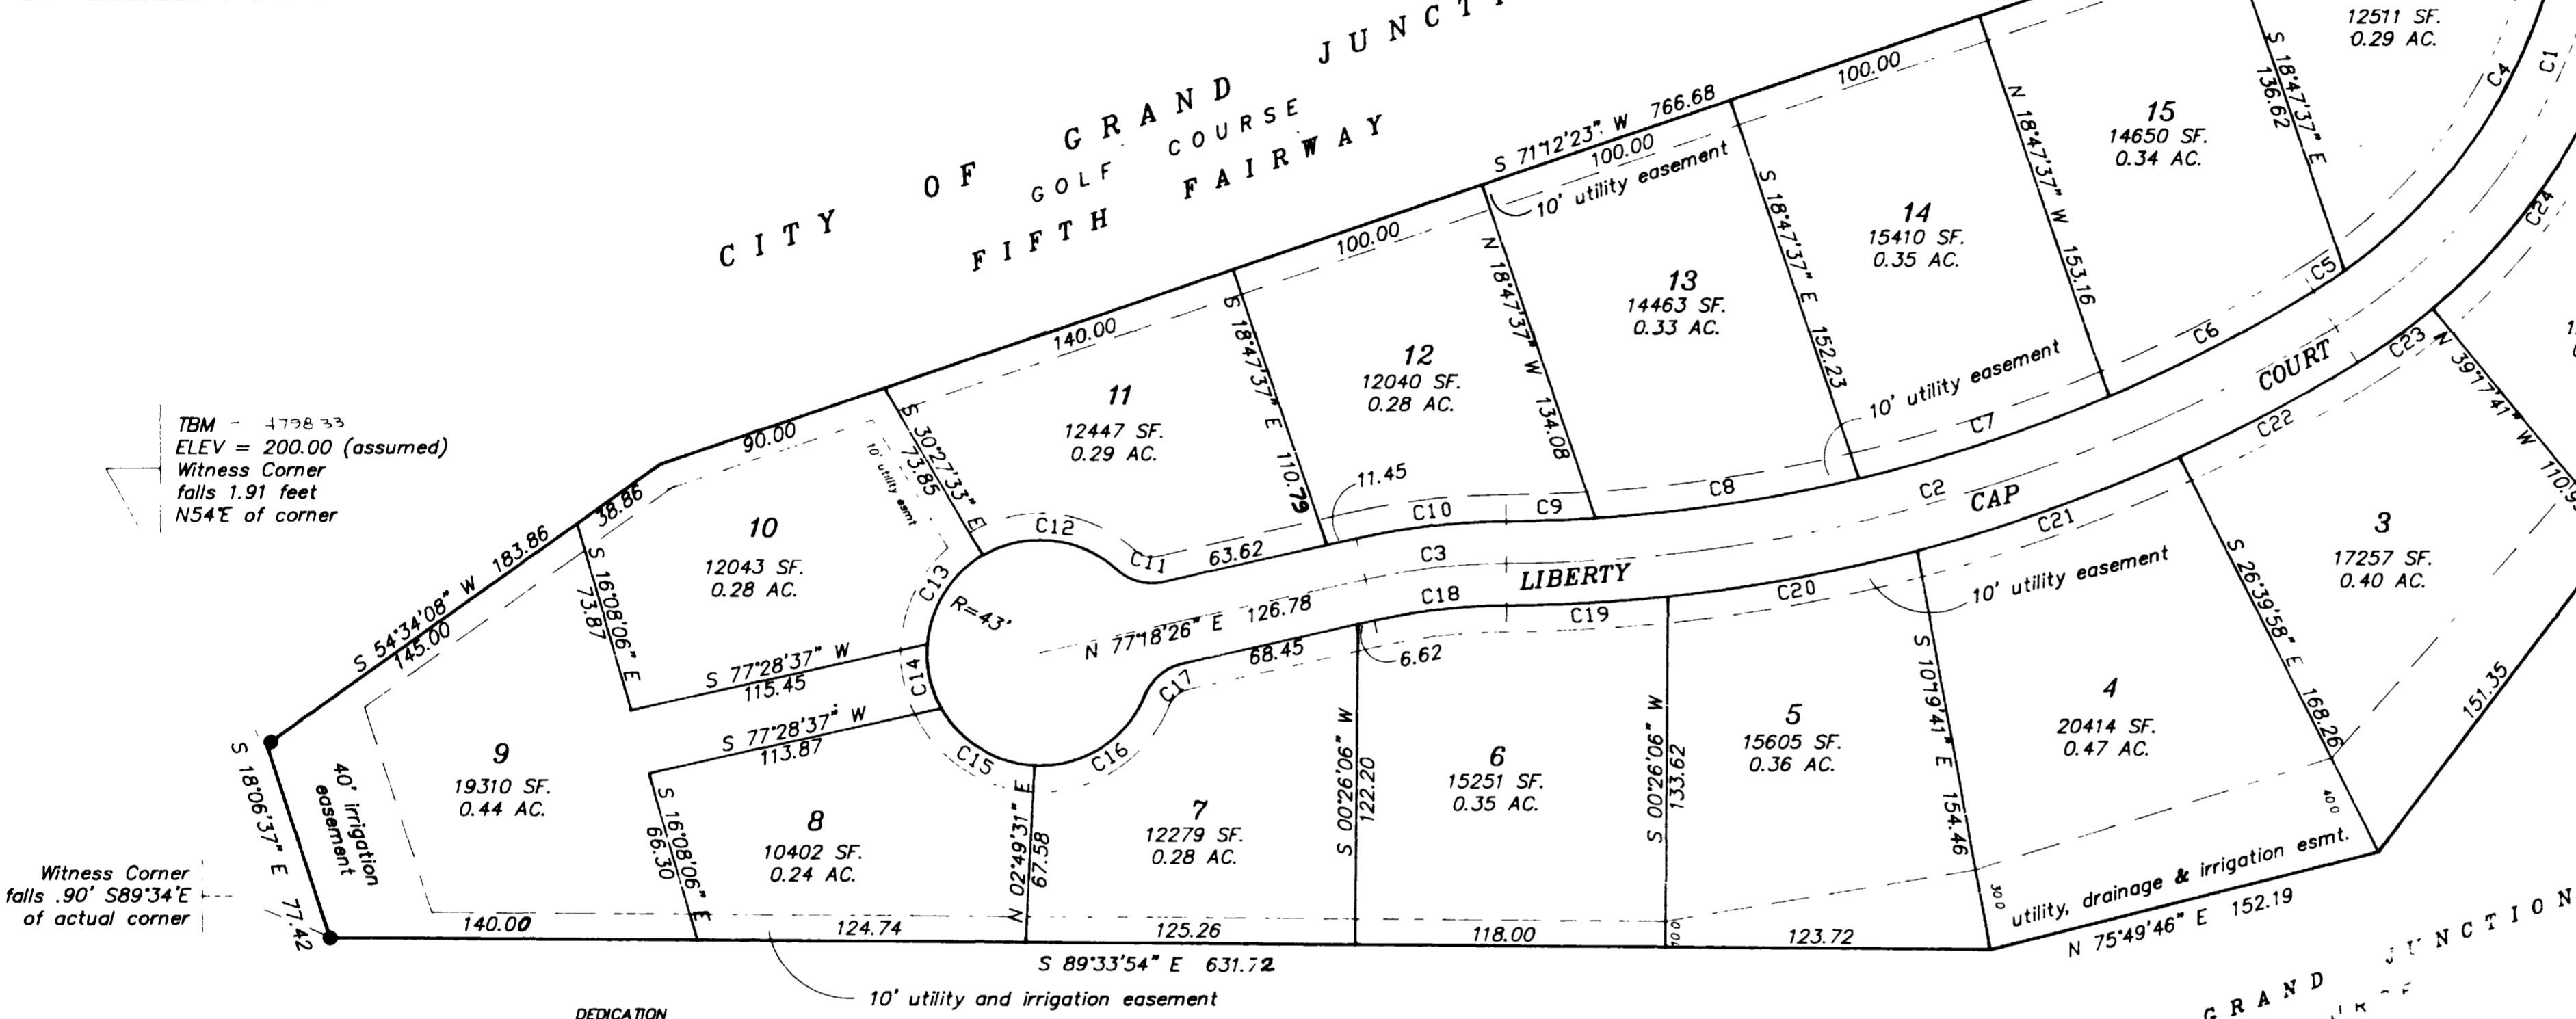 CITY OF GRAND
GOLF COURSE
FIFTH FAIRWAY
12511 SF.
0.29 AC.
C4
C1
S 18°47'37" E
136.62
100.00
15
14650 SF.
0.34 AC.
N 18°47'37" W 153.16
S 71°12'23" W 766.68
100.00
10' utility easement
S 18°47'37" E 152.23
14
15410 SF.
0.35 AC.
C24
C5
C6
C7
10' utility easement
100.00
N 18°47'37" W 134.08
13
14463 SF.
0.33 AC.
C23
COURT
C22
140.00
S 18°47'37" E 110.79
12
12040 SF.
0.28 AC.
C8
C2
CAP
C21
N 39°17'41" W
11
12447 SF.
0.29 AC.
11.45
C10
C9
C3
LIBERTY
C18
C19
C20
10' utility easement
TBM - 4798.33
ELEV = 200.00 (assumed)
Witness Corner
falls 1.91 feet
N54°E of corner
90.00
38.86
S 30°27'33" E
73.85
10' utility esmt
C12
C11
63.62
C13
R=43'
N 77°18'26" E 126.78
68.45
6.62
S 54°34'08" W 183.86
145.00
S 16°08'06" E
73.87
10
12043 SF.
0.28 AC.
S 77°28'37" W
115.45
C14
S 77°28'37" W
113.87
C15
C16
C17
S 26°39'58" E 168.26
3
17257 SF.
0.40 AC.
151.35
S 10°19'41" E 154.46
4
20414 SF.
0.47 AC.
S 00°26'06" W
133.62
5
15605 SF.
0.36 AC.
S 00°26'06" W
122.20
6
15251 SF.
0.35 AC.
7
12279 SF.
0.28 AC.
N 02°49'31" E
67.58
8
10402 SF.
0.24 AC.
S 16°08'06" E
66.30
9
19310 SF.
0.44 AC.
40' irrigation
easement
S 18°06'37" E 77.42
Witness Corner
falls .90' S89°34'E
of actual corner
140.00
124.74
125.26
118.00
123.72
utility, drainage & irrigation esmt.
N 75°49'46" E 152.19
S 89°33'54" E 631.72
10' utility and irrigation easement
GRAND JUNCTION
DEDICATION